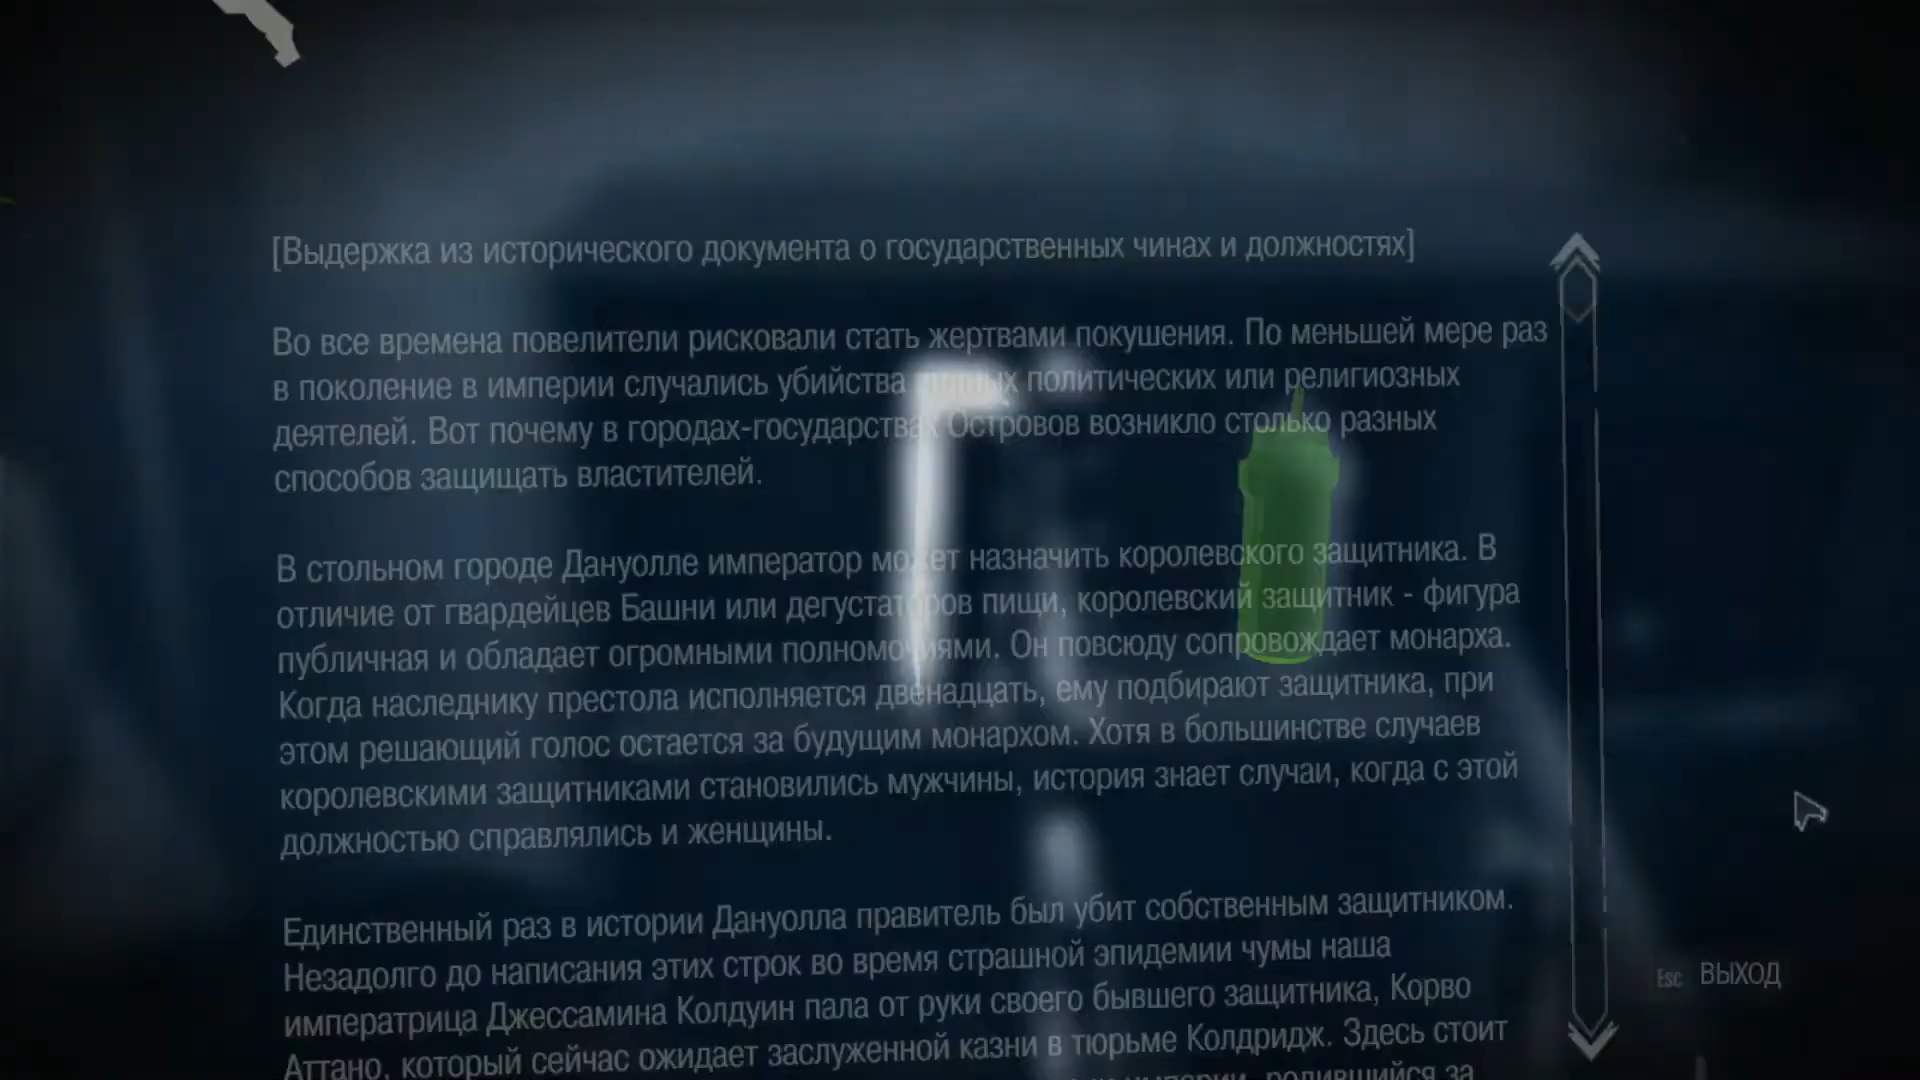 [Выдержка из исторического документа о государственных чинах и должностях]
Во все времена повелители рисковали стать жертвами покушения. По меньшей мере раз
в поколение в империи случались убийства видных политических или религиозных
деятелей. Вот почему в городах-государствах Островов возникло столько разных
способов защищать властителей.
В стольном городе Дануолле император может назначить королевского защитника. В
отличие от гвардейцев Башни или дегустаторов пищи, королевский защитник - фигура
публичная и обладает огромными полномочиями. Он повсюду сопровождает монарха.
Когда наследнику престола исполняется двенадцать, ему подбирают защитника, при
этом решающий голос остается за будущим монархом. Хотя в большинстве случаев
королевскими защитниками становились мужчины, история знает случаи, когда с этой
должностью справлялись и женщины.
Единственный раз в истории Дануолла правитель был убит собственным защитником.
Незадолго до написания этих строк во время страшной эпидемии чумы наша
императрица Джессамина Колдуин пала от руки своего бывшего защитника, Корво
Аттано, который сейчас ожидает заслуженной казни в тюрьме Колдридж. Здесь стоит
империи, родившийся за
Esc ВЫХОД